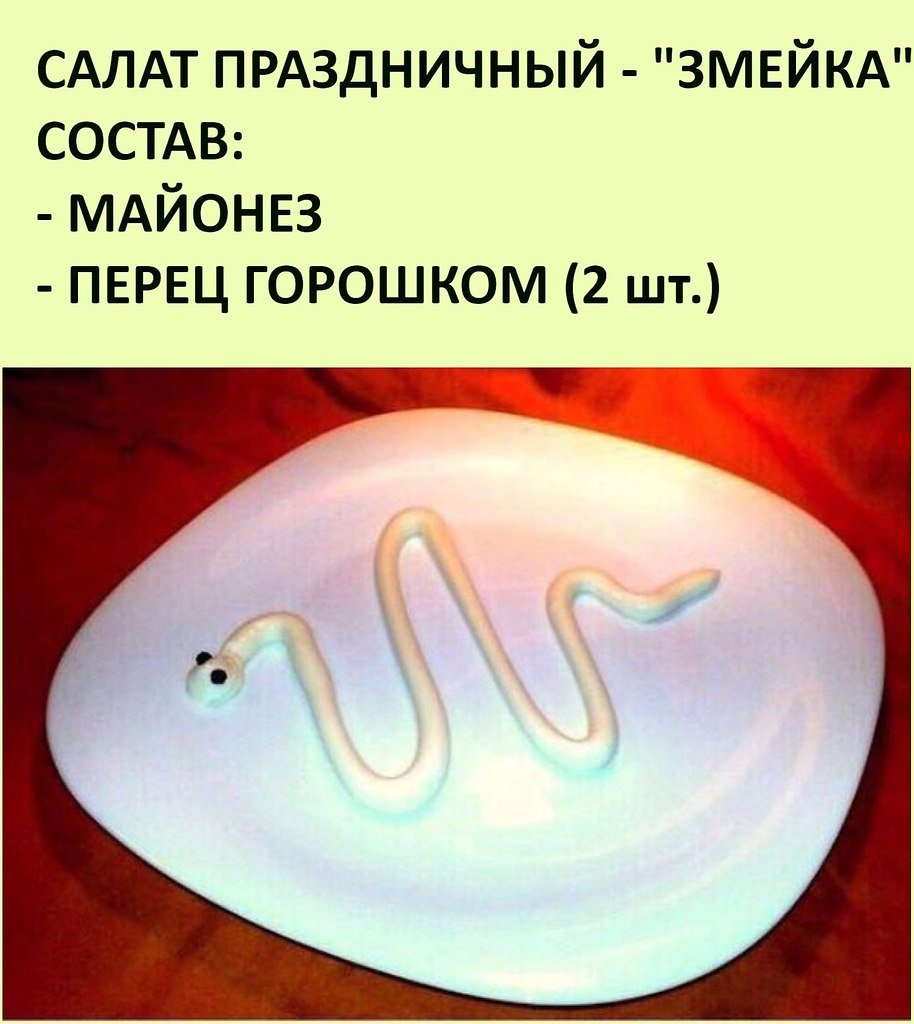 САЛАТ ПРАЗДНИЧНЫЙ - "ЗМЕЙКА"
СОСТАВ:
- МАЙОНЕЗ
- ПЕРЕЦ ГОРОШКОМ (2 шт.)